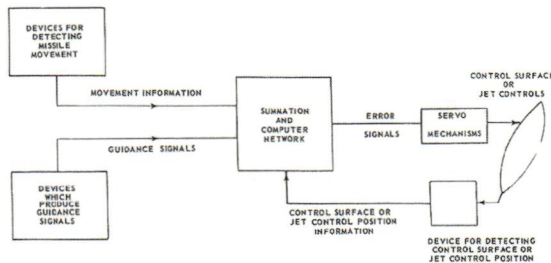 DEVICES FOR
DETECTING
MISSILE
MOVEMENT
MOVEMENT INFORMATION
GUIDANCE SIGNALS
DEVICES
WHICH
PRODUCE
GUIDANCE
SIGNALS
SUMMATION
AND
COMPUTER
NETWORK
ERROR
SIGNALS
SERVO
MECHANISMS
CONTROL SURFACE
OR
JET CONTROLS
CONTROL SURFACE OR
JET CONTROL POSITION
INFORMATION
DEVICE FOR DETECTING
CONTROL SURFACE OR
JET CONTROL POSITION